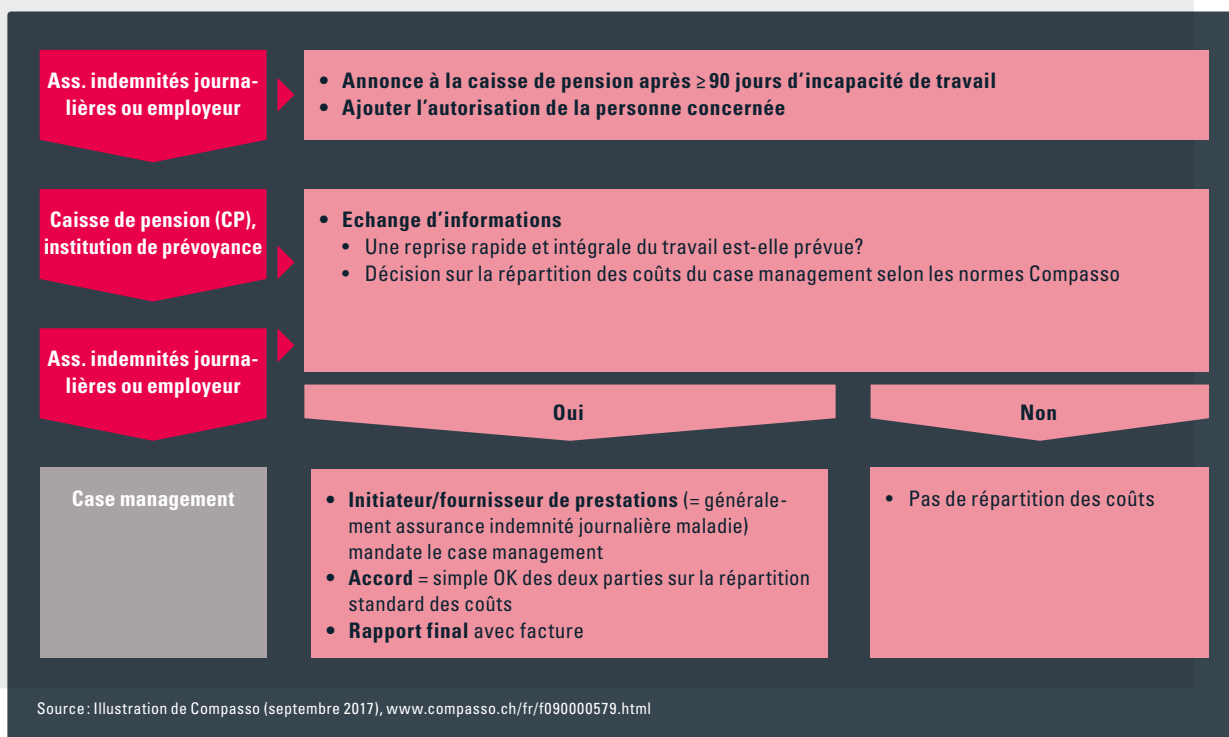 Ass. indemnités journa-
lières ou employeur
• Annonce à la caisse de pension après ≥ 90 jours d'incapacité de travail
• Ajouter l'autorisation de la personne concernée
Caisse de pension (CP),
institution de prévoyance
• Echange d'informations
• Une reprise rapide et intégrale du travail est-elle prévue?
• Décision sur la répartition des coûts du case management selon les normes Compasso
Ass. indemnités journa-
lières ou employeur
Oui
Non
Case management
• Initiateur/fournisseur de prestations (= générale-
ment assurance indemnité journalière maladie)
mandate le case management
• Accord = simple OK des deux parties sur la répartition
standard des coûts
• Rapport final avec facture
• Pas de répartition des coûts
Source : Illustration de Compasso (septembre 2017), www.compasso.ch/fr/f090000579.html